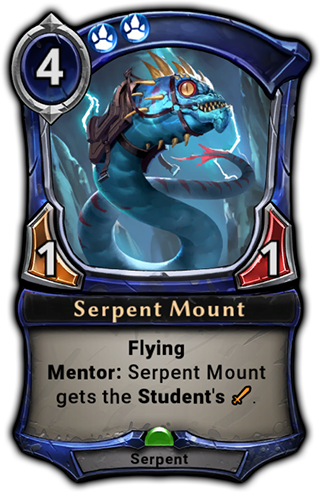 4
1
1
Serpent Mount
Flying
Mentor: Serpent Mount
gets the Student's .
Serpent